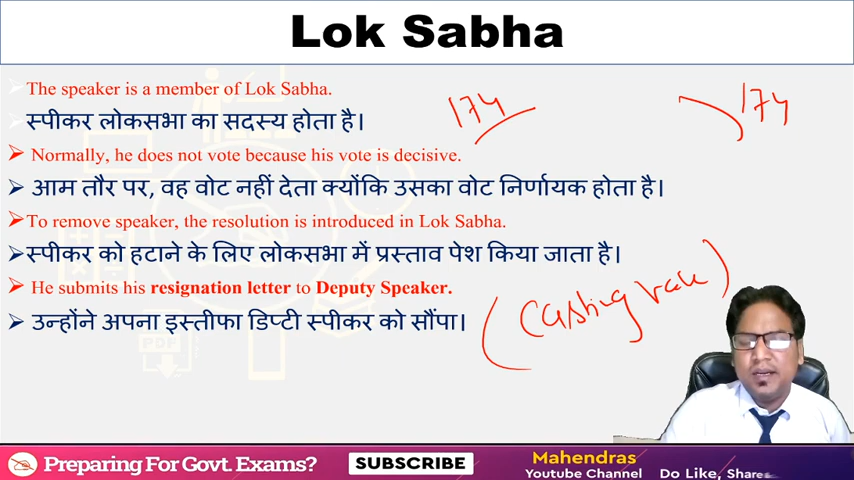 Lok Sabha
The speaker is a member of Lok Sabha.
174
174
स्पीकर लोकसभा का सदस्य होता है।
Normally, he does not vote because his vote is decisive.
आम तौर पर, वह वोट नहीं देता क्योंकि उसका वोट निर्णायक होता है।
To remove speaker, the resolution is introduced in Lok Sabha.
स्पीकर को हटाने के लिए लोकसभा में प्रस्ताव पेश किया जाता है।
He submits his resignation letter to Deputy Speaker.
(Casting
उन्होंने अपना इस्तीफा डिप्टी स्पीकर को सौंपा।
PDF
Preparing For Govt. Exams?
SUBSCRIBE
Mahendras
Youtube Channel
Do Like, Share